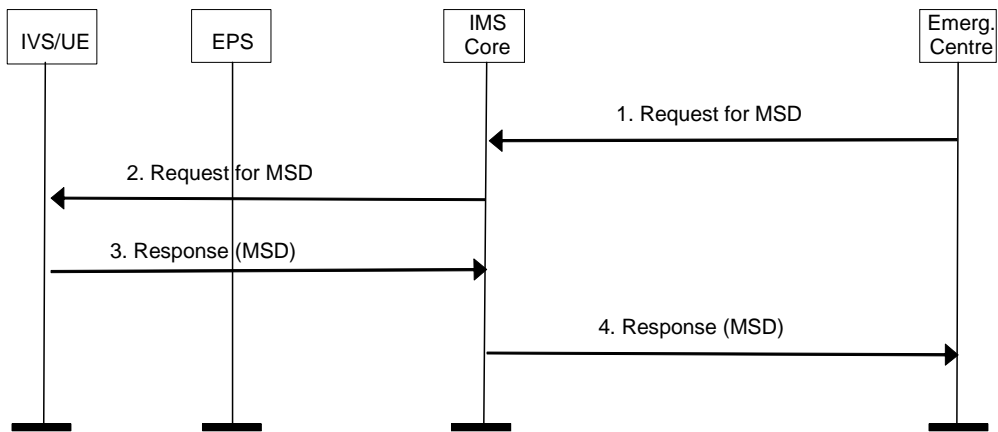 IVS/UE
EPS
IMS
Core
Emerg.
Centre
1. Request for MSD
2. Request for MSD
3. Response (MSD)
4. Response (MSD)